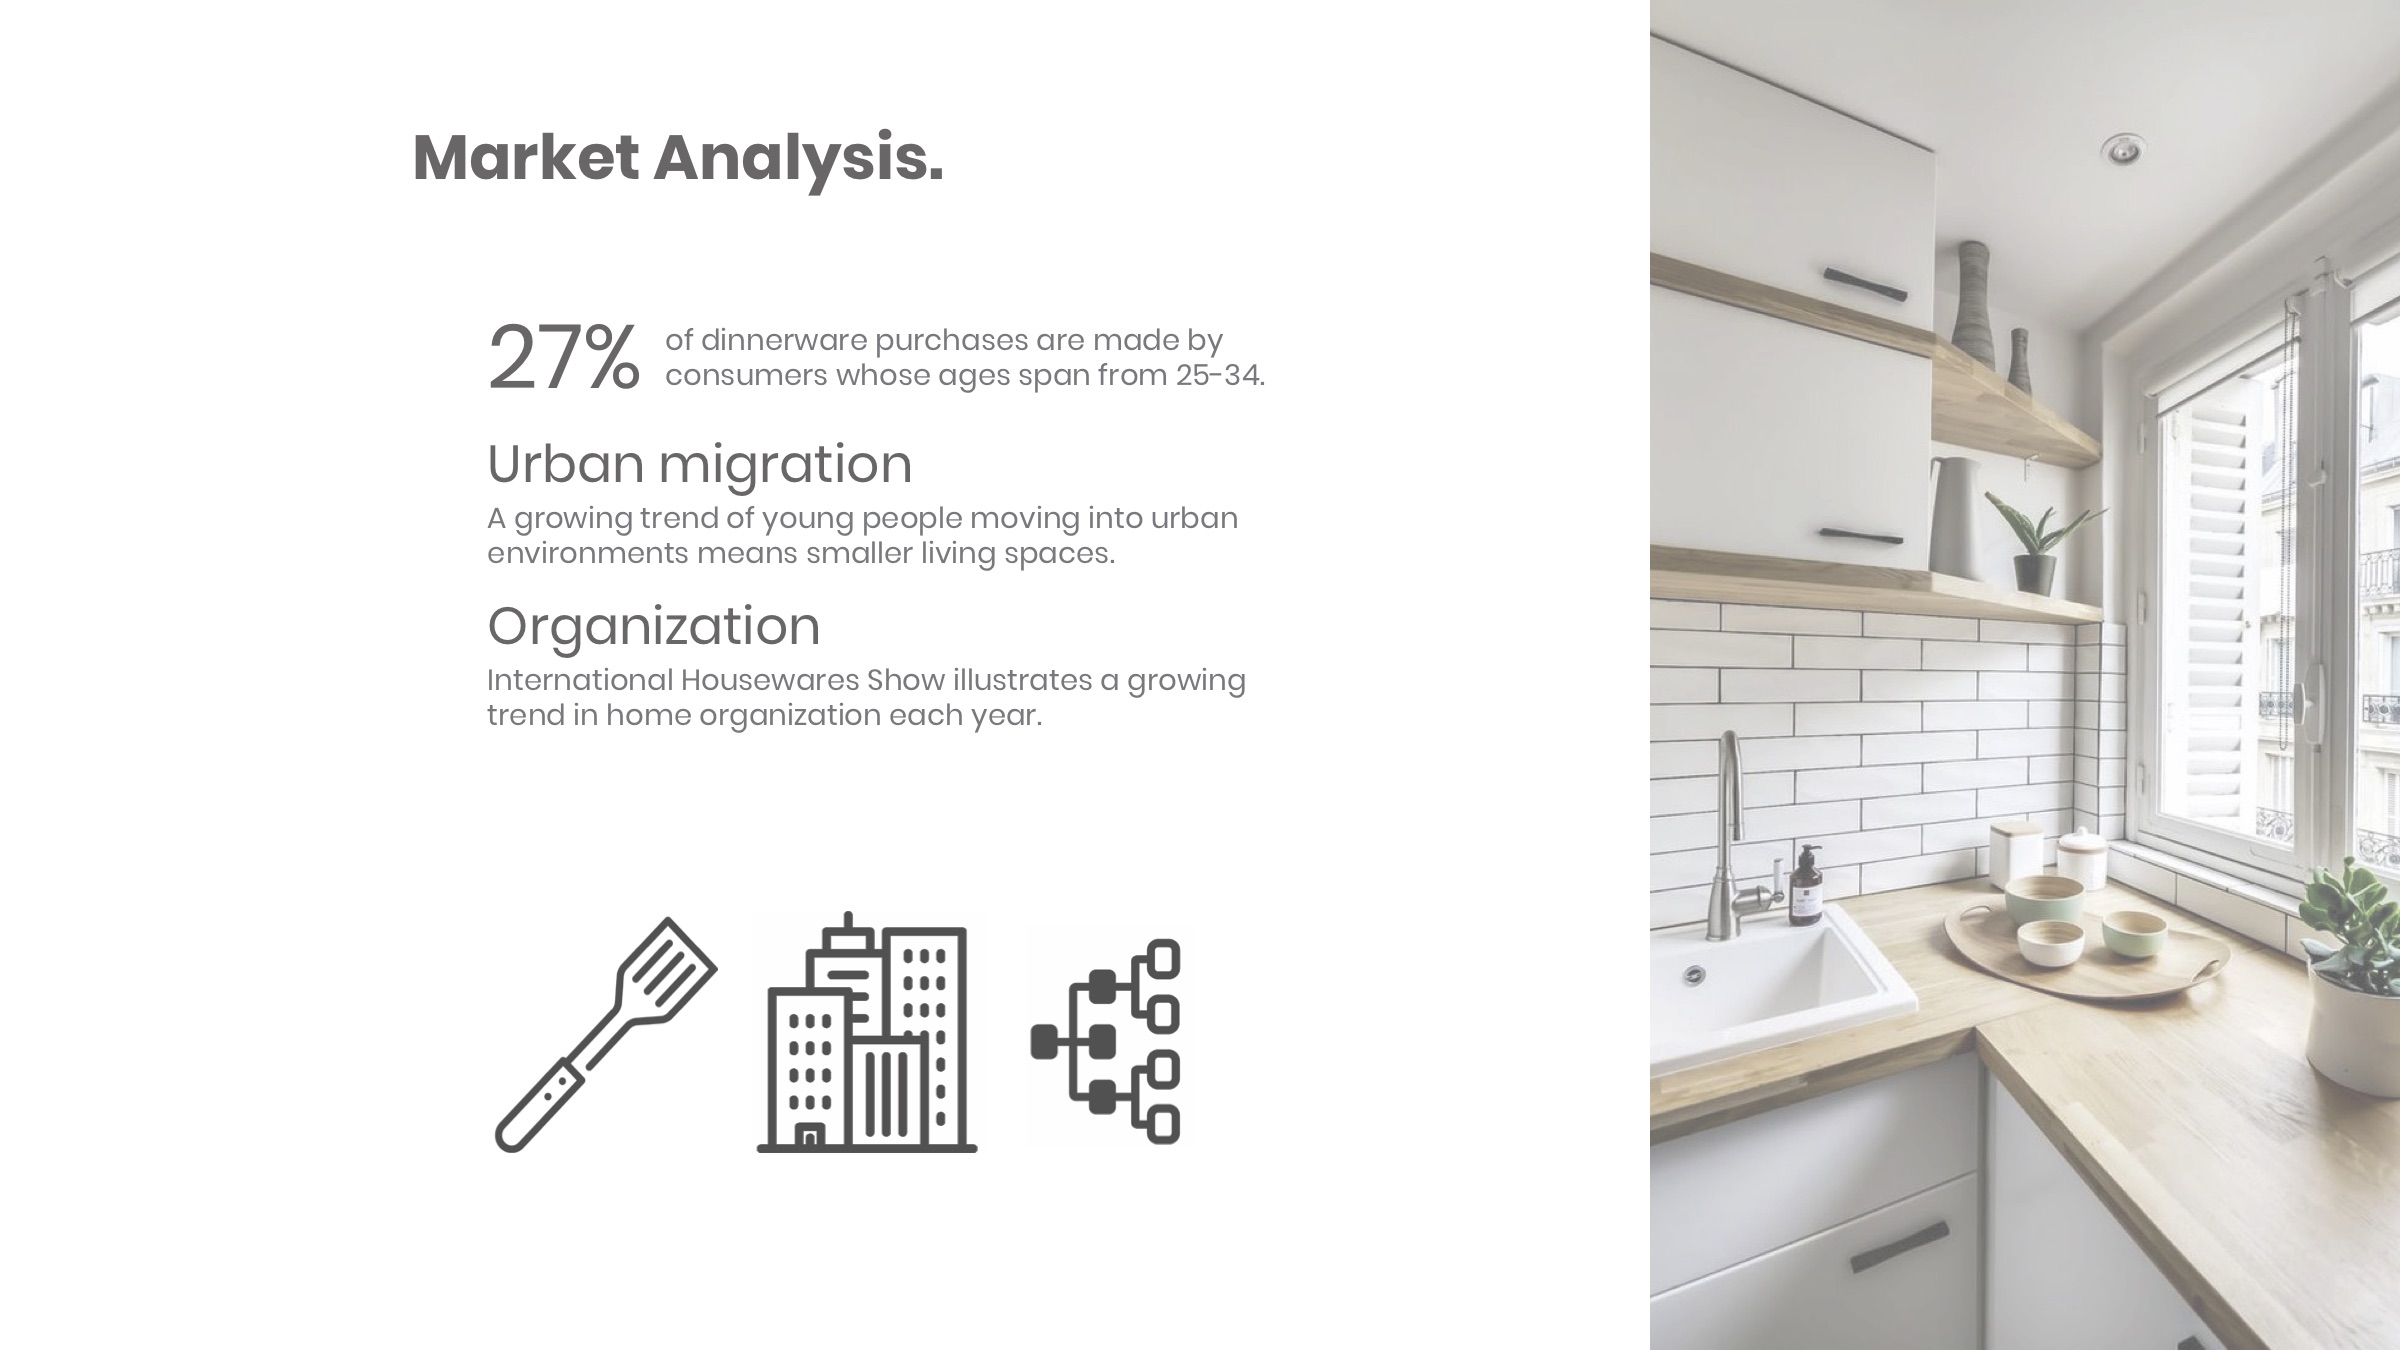 Market Analysis.
27% of dinnerware purchases are made by
consumers whose ages span from 25-34.
Urban migration
A growing trend of young people moving into urban
environments means smaller living spaces.
Organization
International Housewares Show illustrates a growing
trend in home organization each year.